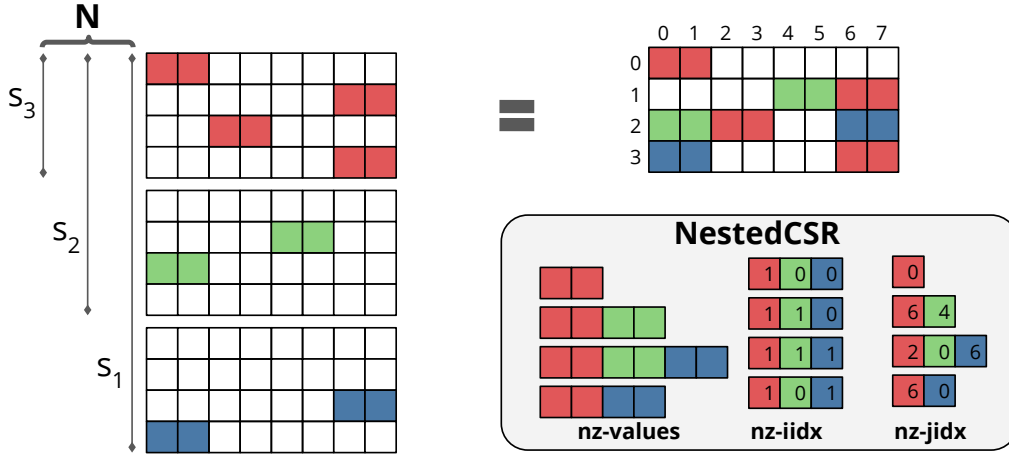 N
S3
S2
S1
0 1 2 3 4 5 6 7
0
1
2
3
=
NestedCSR
1 0 0
1 1 0
1 1 1
1 0 1
0
6 4
2 0 6
6 0
nz-values
nz-iidx
nz-jidx